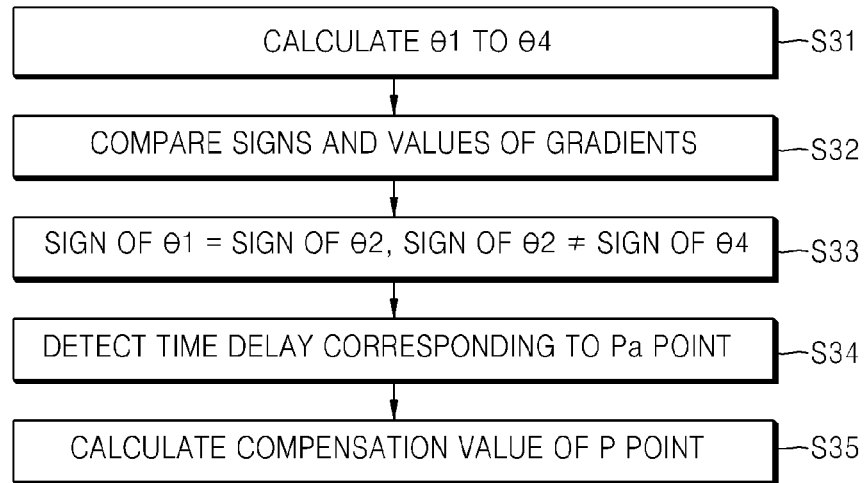 CALCULATE θ1 TO θ4
S31
COMPARE SIGNS AND VALUES OF GRADIENTS
S32
SIGN OF θ1 = SIGN OF θ2, SIGN OF θ2 ≠ SIGN OF θ4
S33
DETECT TIME DELAY CORRESPONDING TO Pa POINT
S34
CALCULATE COMPENSATION VALUE OF P POINT
S35